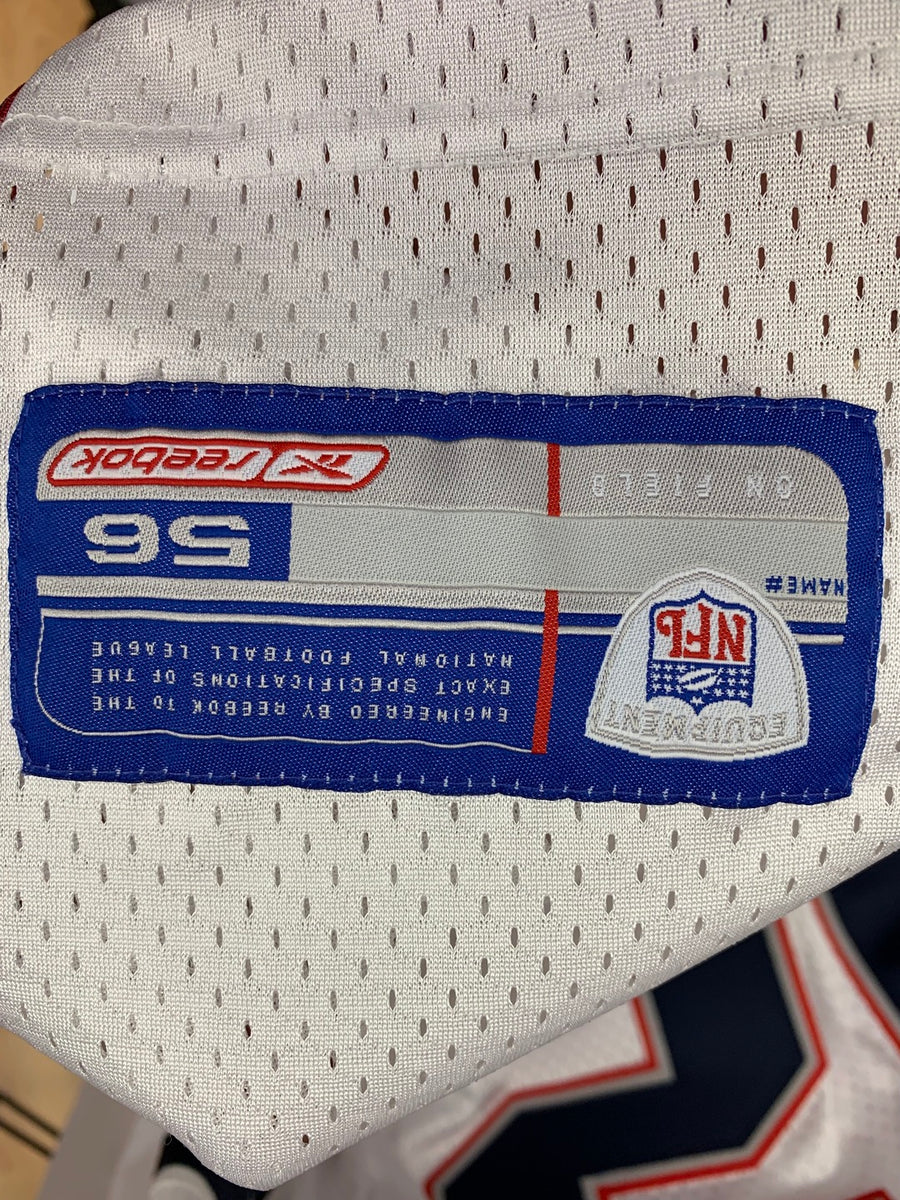 EQUIPMENT
NFL
ENGINEERED BY REEBOK TO THE
EXACT SPECIFICATIONS OF THE
NATIONAL FOOTBALL LEAGUE
NAME#
56
ON FIELD
Reebok